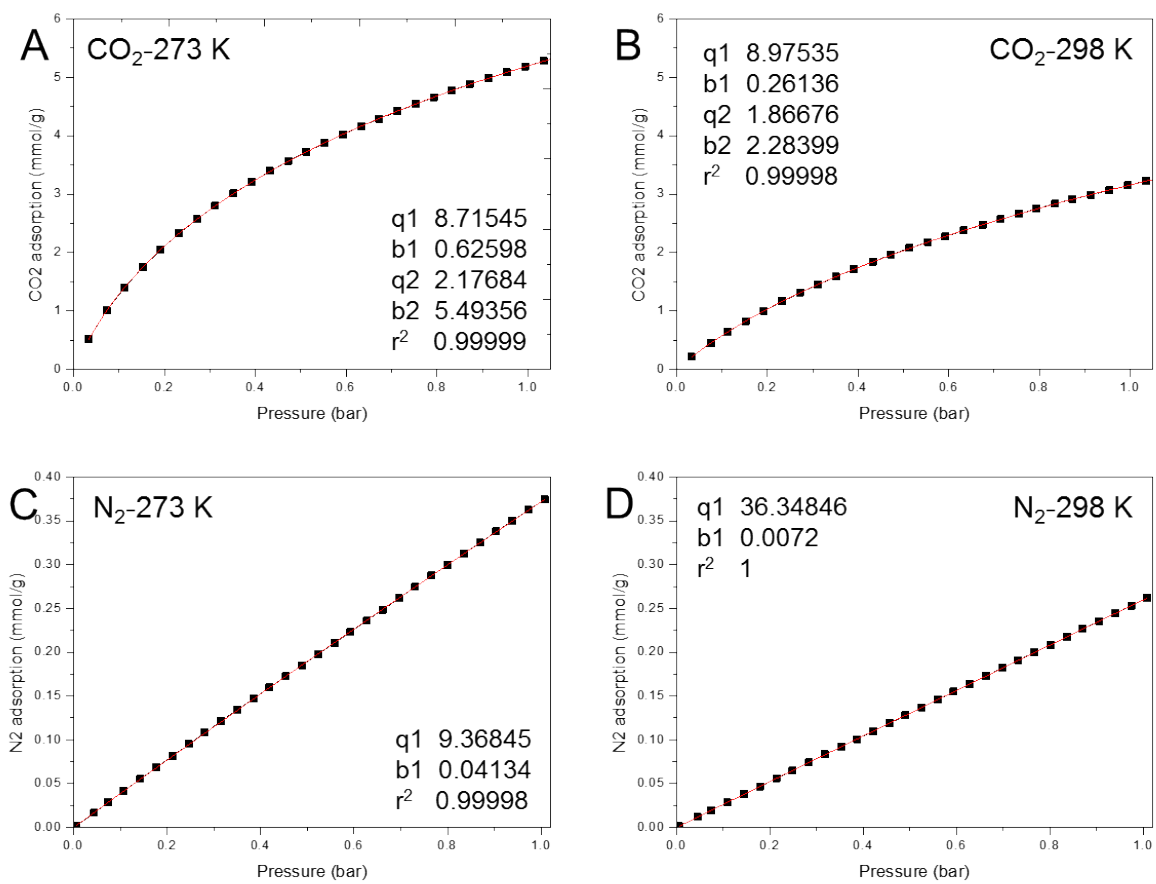 A
CO₂-273 K
CO2 adsorption (mmol/g)
6
5
4
3
2
1
0
q1 8.71545
b1 0.62598
q2 2.17684
b2 5.49356
r² 0.99999
0.0 0.2 0.4 0.6 0.8 1.0
Pressure (bar)
B
CO₂-298 K
q1 8.97535
b1 0.26136
q2 1.86676
b2 2.28399
r² 0.99998
CO2 adsorption (mmol/g)
6
5
4
3
2
1
0
0.0 0.2 0.4 0.6 0.8 1.0
Pressure (bar)
C
N₂-273 K
N2 adsorption (mmol/g)
0.40
0.35
0.30
0.25
0.20
0.15
0.10
0.05
0.00
q1 9.36845
b1 0.04134
r² 0.99998
0.0 0.2 0.4 0.6 0.8 1.0
Pressure (bar)
D
N₂-298 K
q1 36.34846
b1 0.0072
r² 1
N2 adsorption (mmol/g)
0.40
0.35
0.30
0.25
0.20
0.15
0.10
0.05
0.00
0.0 0.2 0.4 0.6 0.8 1.0
Pressure (bar)